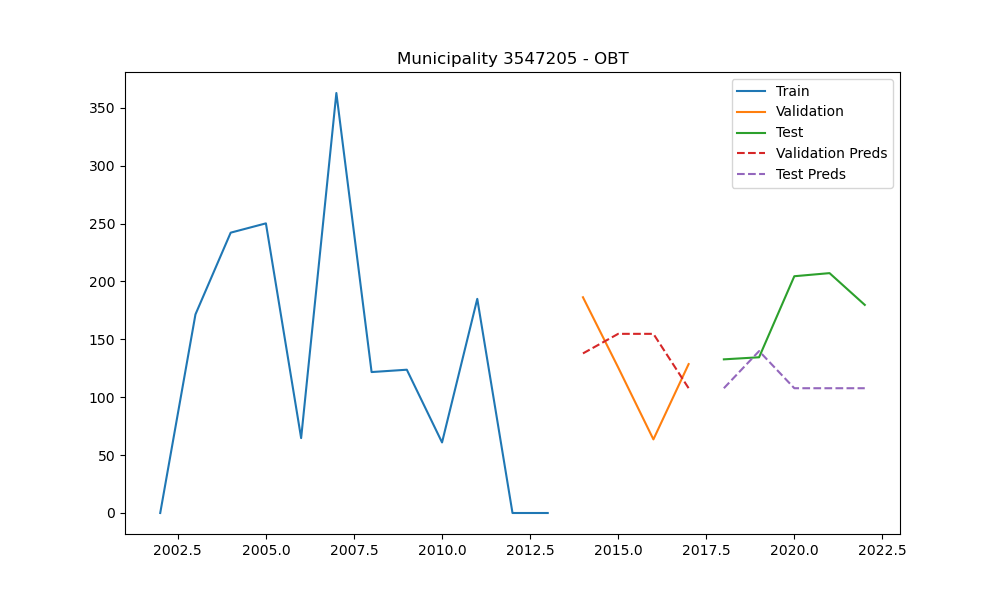 Municipality 3547205 - OBT
Train
Validation
Test
Validation Preds
Test Preds
350
300
250
200
150
100
50
0
2002.5 2005.0 2007.5 2010.0 2012.5 2015.0 2017.5 2020.0 2022.5